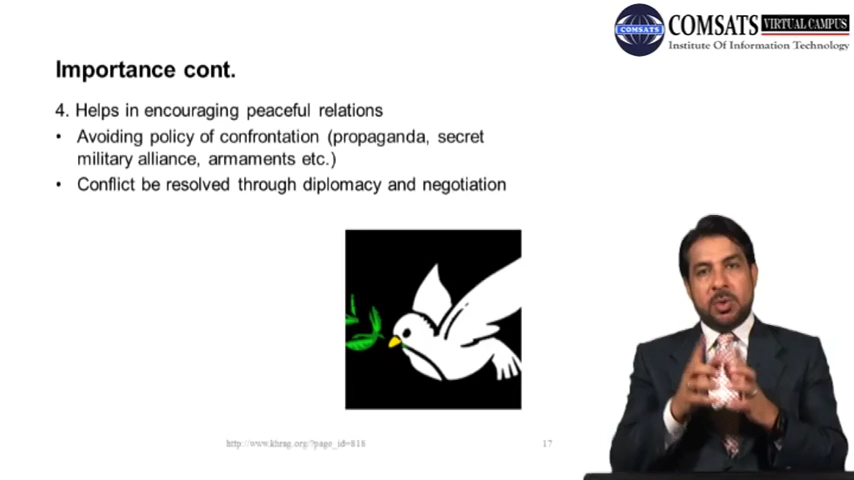 COMSATS VIRTUAL CAMPUS
COMSATS
Institute Of Information Technology
Importance cont.
4. Helps in encouraging peaceful relations
• Avoiding policy of confrontation (propaganda, secret
military alliance, armaments etc.)
• Conflict be resolved through diplomacy and negotiation
17